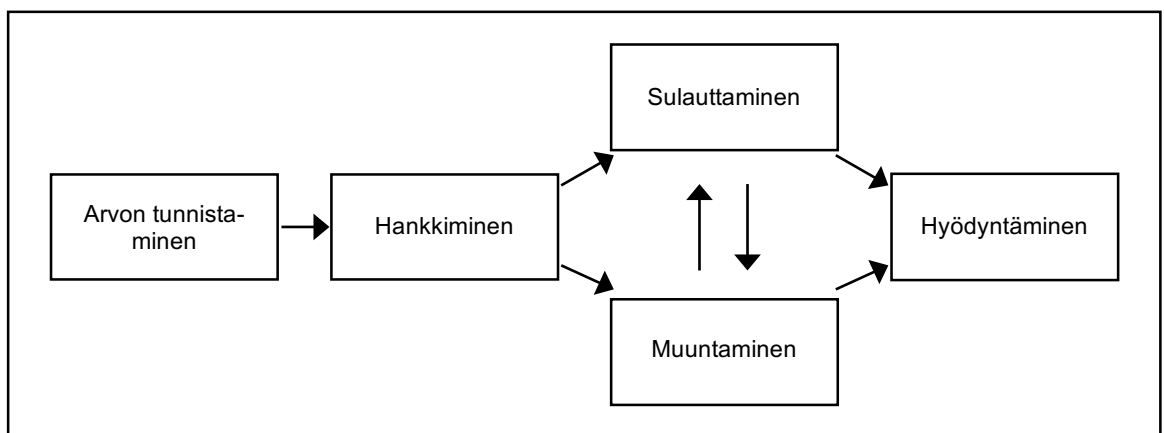 Arvon tunnista-
minen
Hankkiminen
Sulauttaminen
Muuntaminen
Hyödyntäminen